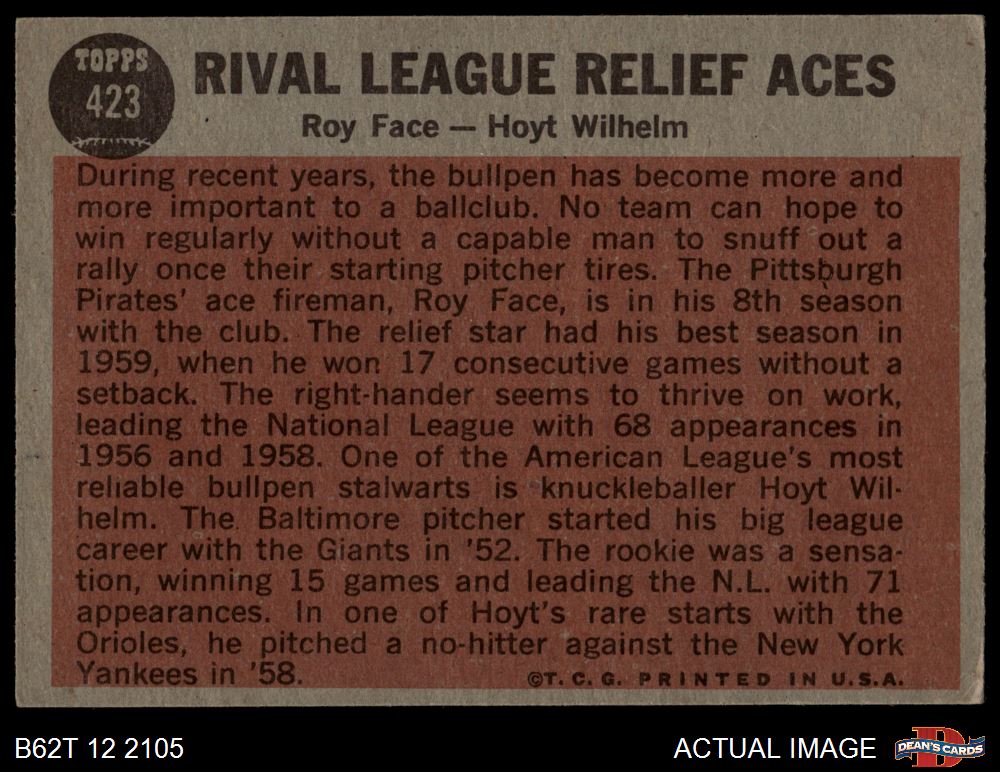 TOPPS
423
RIVAL LEAGUE RELIEF ACES
Roy Face — Hoyt Wilhelm
During recent years, the bullpen has become more and
more important to a ballclub. No team can hope to
win regularly without a capable man to snuff out a
rally once their starting pitcher tires. The Pittsburgh
Pirates' ace fireman, Roy Face, is in his 8th season
with the club. The relief star had his best season in
1959, when he won 17 consecutive games without a
setback. The right-hander seems to thrive on work,
leading the National League with 68 appearances in
1956 and 1958. One of the American League's most
reliable bullpen stalwarts is knuckleballer Hoyt Wil-
helm. The Baltimore pitcher started his big league
career with the Giants in '52. The rookie was a sensa-
tion, winning 15 games and leading the N.L. with 71
appearances. In one of Hoyt's rare starts with the
Orioles, he pitched a no-hitter against the New York
Yankees in '58.
©T. C. G. PRINTED IN U.S.A.
B62T 12 2105
ACTUAL IMAGE
DEAN'S CARDS